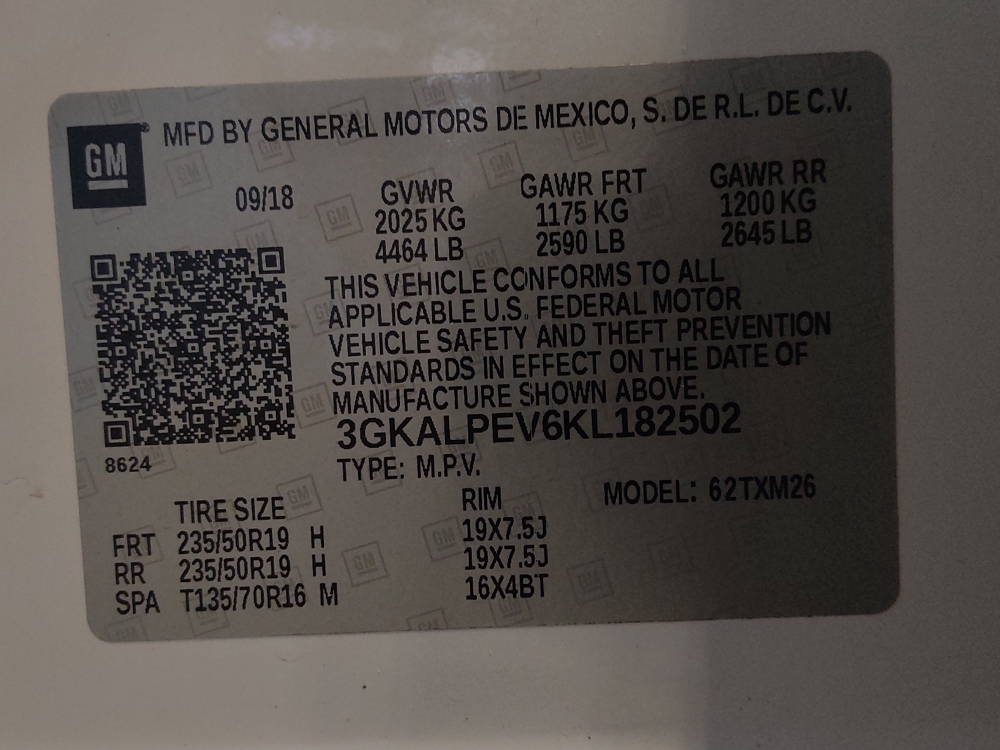 GM® MFD BY GENERAL MOTORS DE MEXICO, S. DE R.L. DE C.V.
09/18 GVWR GAWR FRT GAWR RR
2025 KG 1175 KG 1200 KG
4464 LB 2590 LB 2645 LB
THIS VEHICLE CONFORMS TO ALL
APPLICABLE U.S. FEDERAL MOTOR
VEHICLE SAFETY AND THEFT PREVENTION
STANDARDS IN EFFECT ON THE DATE OF
MANUFACTURE SHOWN ABOVE.
3GKALPEV6KL182502
8624
TYPE: M.P.V.
TIRE SIZE RIM MODEL: 62TXM26
FRT 235/50R19 H 19X7.5J
RR 235/50R19 H 19X7.5J
SPA T135/70R16 M 16X4BT